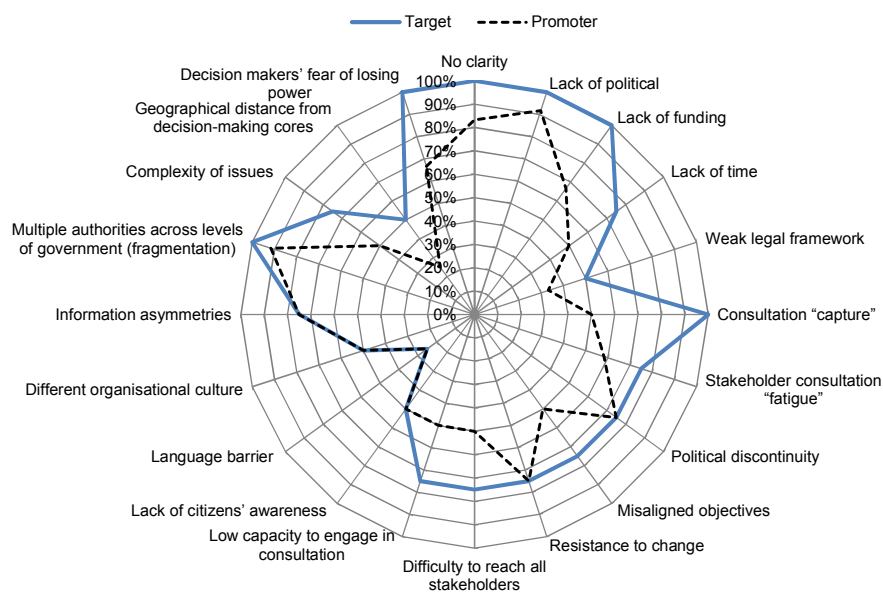 Target
Promoter
No clarity
Lack of political
Lack of funding
Lack of time
Weak legal framework
Consultation “capture”
Stakeholder consultation
“fatigue”
Political discontinuity
Misaligned objectives
Resistance to change
Difficulty to reach all
stakeholders
Low capacity to engage in
consultation
Lack of citizens’ awareness
Language barrier
Different organisational culture
Information asymmetries
Multiple authorities across levels
of government (fragmentation)
Complexity of issues
Geographical distance from
decision-making cores
Decision makers’ fear of losing
power
100%
90%
80%
70%
60%
50%
40%
30%
20%
10%
0%